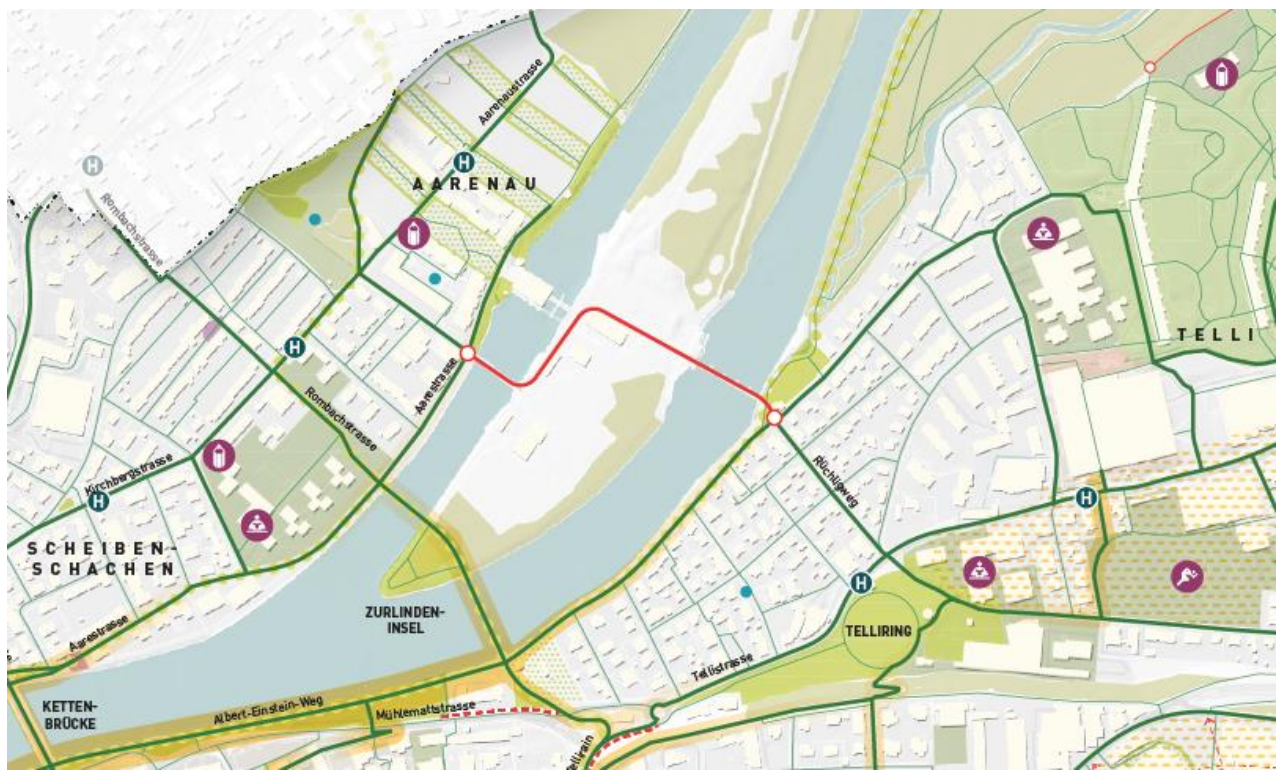 Aarenaustrasse
H
H
AARENAU
Rombachstrasse
TELLI
H
Aarestrasse
Rombachstrasse
Kirchbergstrasse
H
Rüchligweg
H
SCHEIBEN-
SCHACHEN
H
ZURLINDEN-
INSEL
TELLIRING
Aarestrasse
Tellistrasse
KETTEN-
BRÜCKE
Albert-Einstein-Weg
Mühlemattstrasse
Tellirain